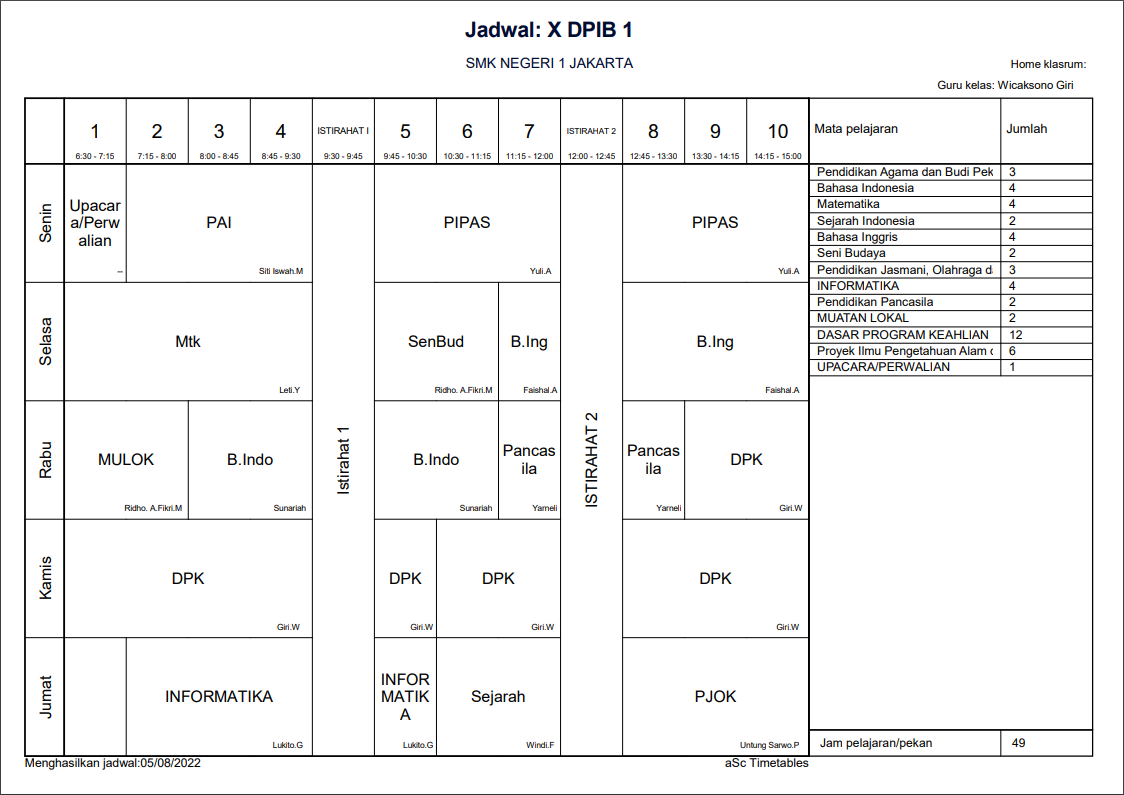 Jadwal: X DPIB 1
SMK NEGERI 1 JAKARTA
Home klasrum:
Guru kelas: Wicaksono Giri
1 2 3 4 ISTIRAHAT I 5 6 7 ISTIRAHAT 2 8 9 10 Mata pelajaran Jumlah
6:30 - 7:15 7:15 - 8:00 8:00 - 8:45 8:45 - 9:30 9:30 - 9:45 9:45 - 10:30 10:30 - 11:15 11:15 - 12:00 12:00 - 12:45 12:45 - 13:30 13:30 - 14:15 14:15 - 15:00
Senin
Upacar
a/Perw
alian
--
PAI
Siti Iswah.M
PIPAS
Yuli.A
PIPAS
Yuli.A
Selasa
Mtk
Leti.Y
SenBud
Ridho. A.Fikri.M
B.Ing
Faishal.A
B.Ing
Faishal.A
Rabu
MULOK
Ridho. A.Fikri.M
B.Indo
Sunariah
Istirahat 1
B.Indo
Sunariah
Pancas
ila
Yarneli
ISTIRAHAT 2
Pancas
ila
Yarneli
DPK
Giri.W
Kamis
DPK
Giri.W
DPK
Giri.W
DPK
Giri.W
DPK
Giri.W
Jumat
INFORMATIKA
Lukito.G
INFOR
MATIK
A
Lukito.G
Sejarah
Windi.F
PJOK
Untung Sarwo.P
Pendidikan Agama dan Budi Pek 3
Bahasa Indonesia 4
Matematika 4
Sejarah Indonesia 2
Bahasa Inggris 4
Seni Budaya 2
Pendidikan Jasmani, Olahraga d 3
INFORMATIKA 4
Pendidikan Pancasila 2
MUATAN LOKAL 2
DASAR PROGRAM KEAHLIAN 12
Proyek Ilmu Pengetahuan Alam 6
UPACARA/PERWALIAN 1
Jam pelajaran/pekan 49
Menghasilkan jadwal:05/08/2022
aSc Timetables